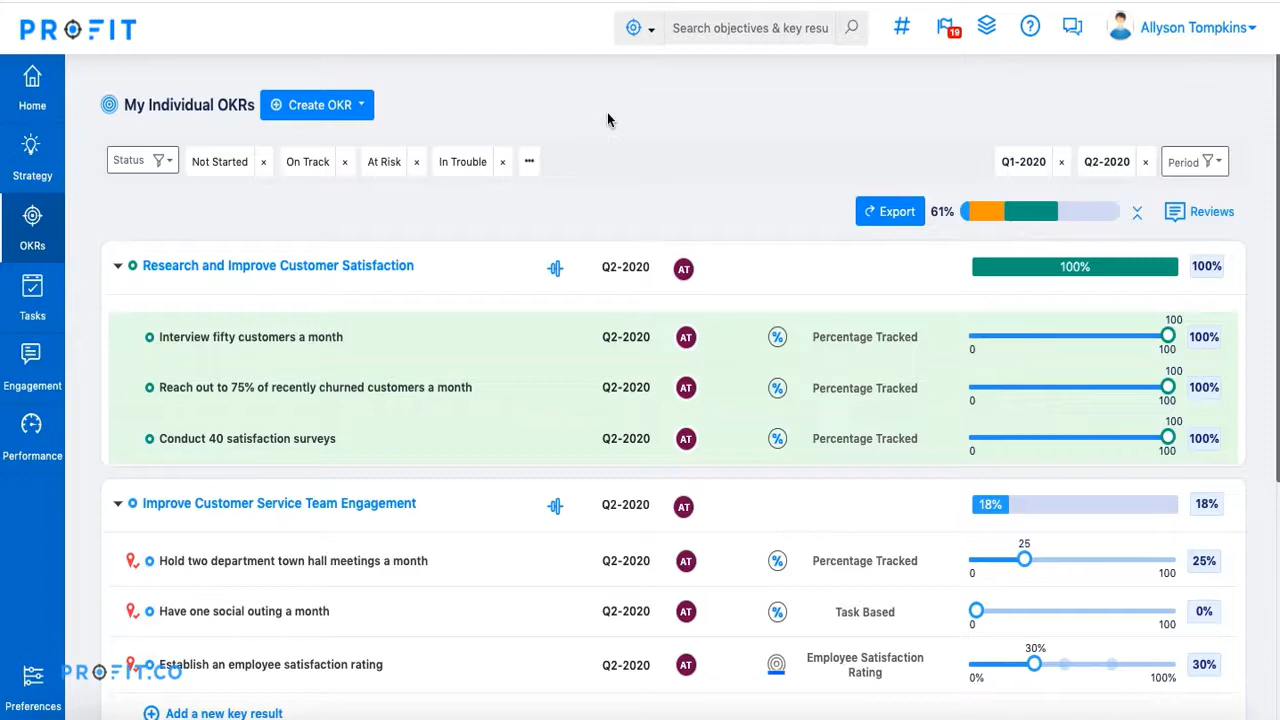 PROFIT
Search objectives & key resu
19
Allyson Tompkins
Home
Strategy
OKRs
Tasks
Engagement
Performance
Preferences
My Individual OKRs
Create OKR
Status
Not Started ×
On Track ×
At Risk ×
In Trouble ×
•••
Q1-2020 ×
Q2-2020 ×
Period
Export
61%
Reviews
Research and Improve Customer Satisfaction Q2-2020 AT 100% 100%
Interview fifty customers a month Q2-2020 AT % Percentage Tracked 100 0 100 100%
Reach out to 75% of recently churned customers a month Q2-2020 AT % Percentage Tracked 100 0 100 100%
Conduct 40 satisfaction surveys Q2-2020 AT % Percentage Tracked 100 0 100 100%
Improve Customer Service Team Engagement Q2-2020 AT 18% 18%
Hold two department town hall meetings a month Q2-2020 AT % Percentage Tracked 25 0 100 25%
Have one social outing a month Q2-2020 AT % Task Based 0 100 0%
Establish an employee satisfaction rating Q2-2020 AT Employee Satisfaction Rating 30% 0% 100% 30%
PROFIT.CO
Add a new key result